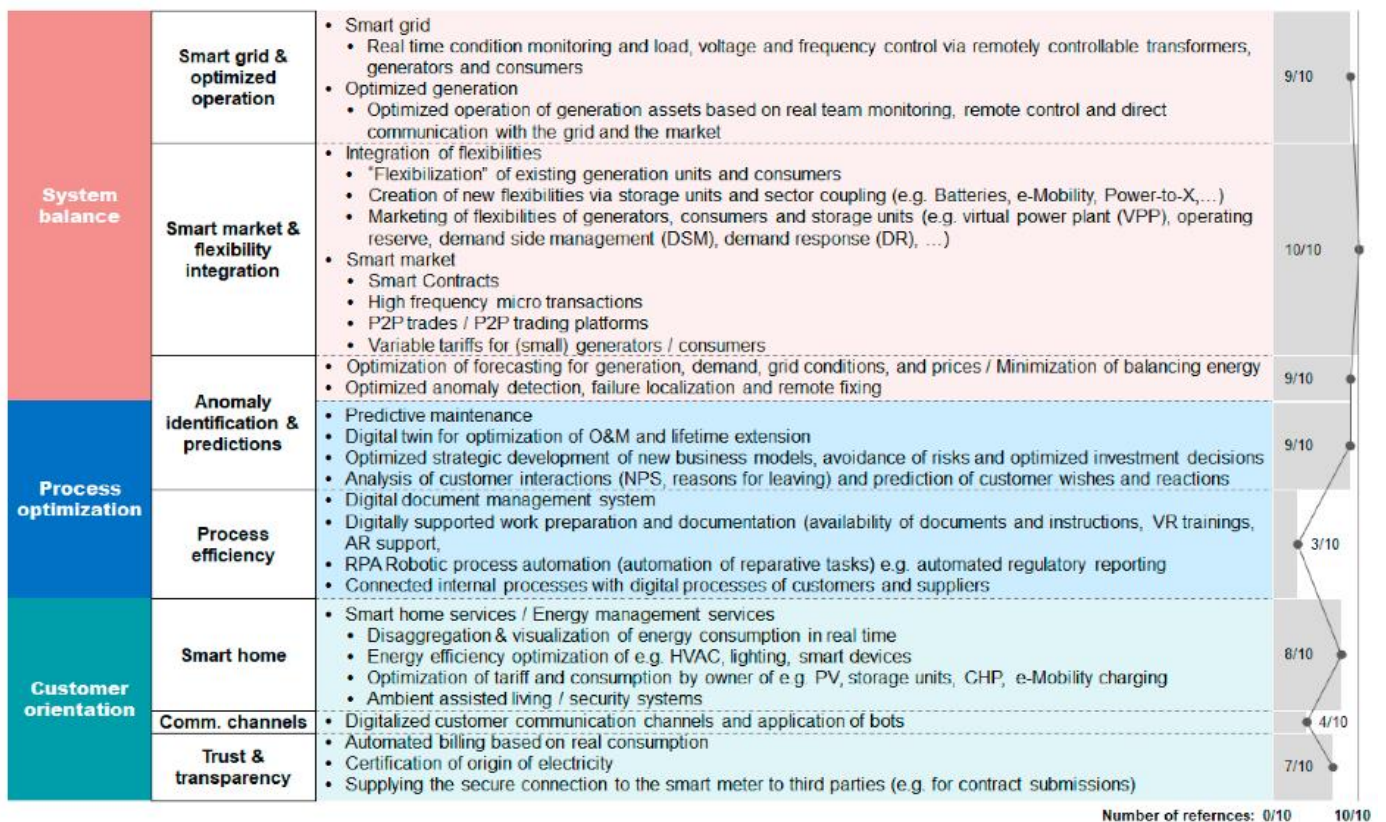 System
balance
Smart grid &
optimized
operation
• Smart grid
• Real time condition monitoring and load, voltage and frequency control via remotely controllable transformers,
generators and consumers
• Optimized generation
• Optimized operation of generation assets based on real team monitoring, remote control and direct
communication with the grid and the market
9/10
Smart market &
flexibility
integration
• Integration of flexibilities
• "Flexibilization" of existing generation units and consumers
• Creation of new flexibilities via storage units and sector coupling (e.g. Batteries, e-Mobility, Power-to-X,…)
• Marketing of flexibilities of generators, consumers and storage units (e.g. virtual power plant (VPP), operating
reserve, demand side management (DSM), demand response (DR), …)
• Smart market
• Smart Contracts
• High frequency micro transactions
• P2P trades / P2P trading platforms
• Variable tariffs for (small) generators / consumers
10/10
Anomaly
identification &
predictions
• Optimization of forecasting for generation, demand, grid conditions, and prices / Minimization of balancing energy
• Optimized anomaly detection, failure localization and remote fixing
9/10
Process
optimization
• Predictive maintenance
• Digital twin for optimization of O&M and lifetime extension
• Optimized strategic development of new business models, avoidance of risks and optimized investment decisions
• Analysis of customer interactions (NPS, reasons for leaving) and prediction of customer wishes and reactions
9/10
Process
efficiency
• Digital document management system
• Digitally supported work preparation and documentation (availability of documents and instructions, VR trainings,
AR support,
• RPA Robotic process automation (automation of reparative tasks) e.g. automated regulatory reporting
• Connected internal processes with digital processes of customers and suppliers
3/10
Customer
orientation
Smart home
• Smart home services / Energy management services
• Disaggregation & visualization of energy consumption in real time
• Energy efficiency optimization of e.g. HVAC, lighting, smart devices
• Optimization of tariff and consumption by owner of e.g. PV, storage units, CHP, e-Mobility charging
• Ambient assisted living / security systems
8/10
Comm. channels
• Digitalized customer communication channels and application of bots
4/10
Trust &
transparency
• Automated billing based on real consumption
• Certification of origin of electricity
• Supplying the secure connection to the smart meter to third parties (e.g. for contract submissions)
7/10
Number of refernces: 0/10 10/10